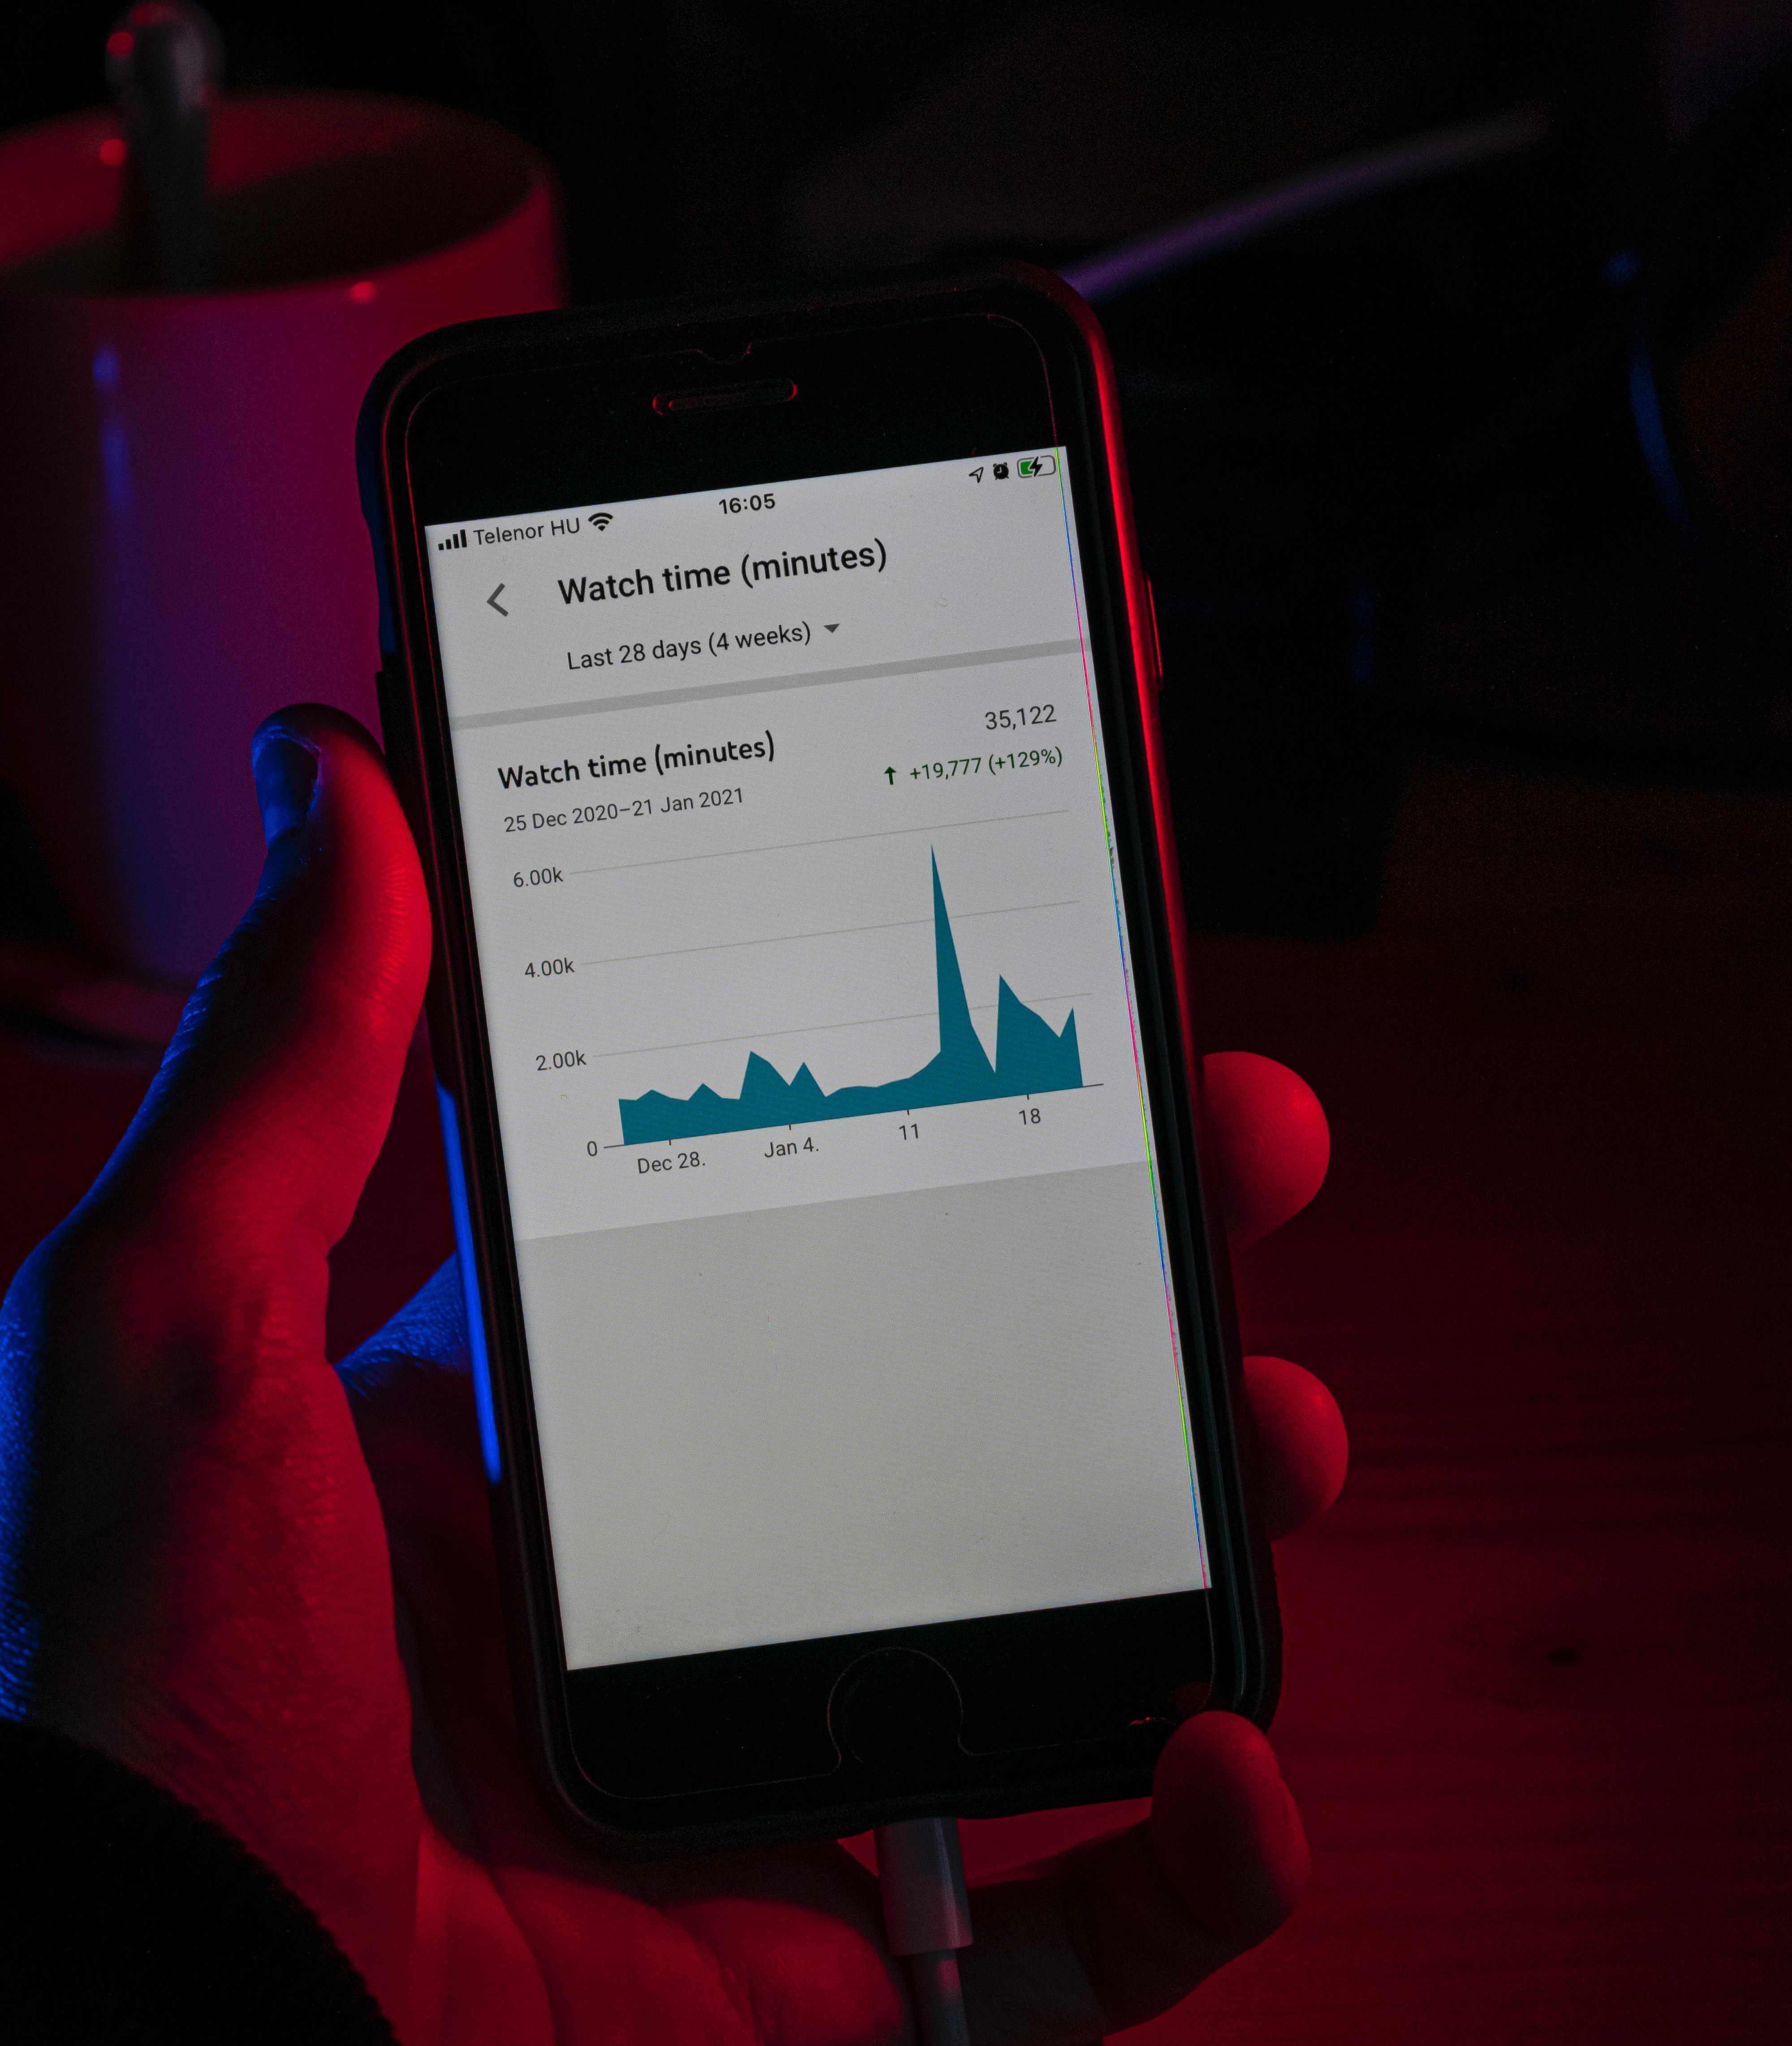 Telenor HU 16:05
Watch time (minutes)
Last 28 days (4 weeks)
Watch time (minutes) 35,122
25 Dec 2020–21 Jan 2021 +19,777 (+129%)
6.00k
4.00k
2.00k
0
Dec 28. Jan 4. 11 18